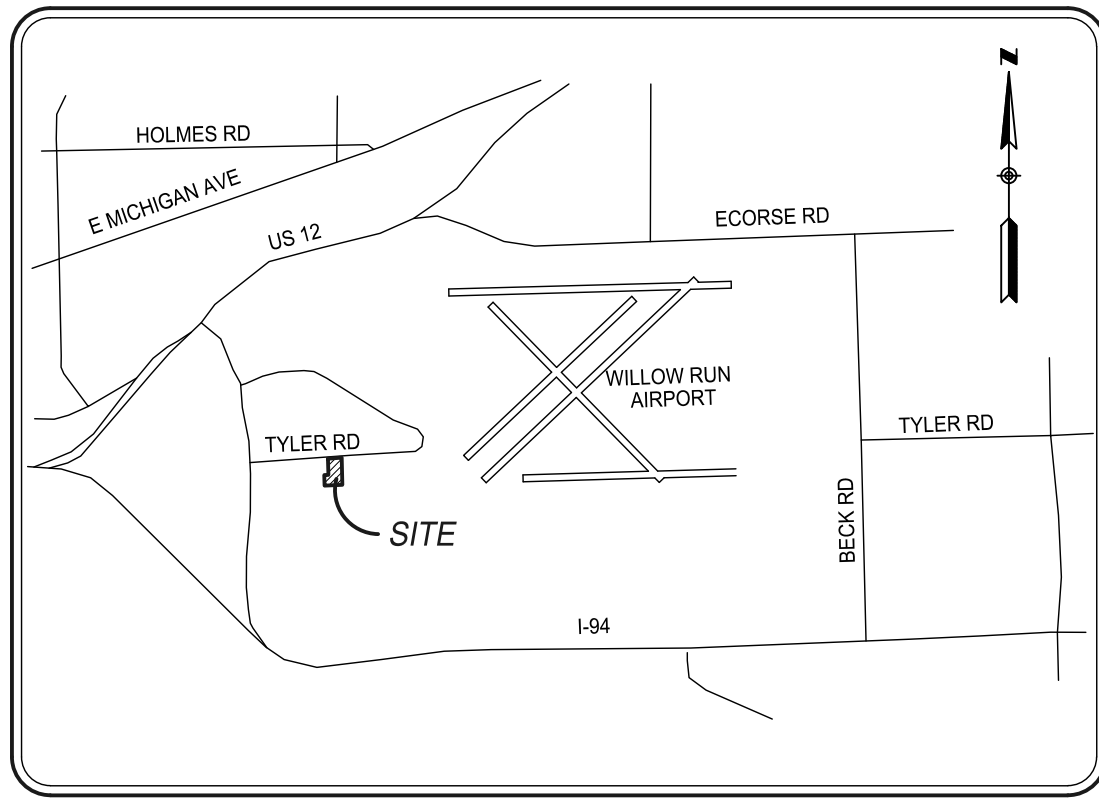 N
HOLMES RD
E MICHIGAN AVE
US 12
ECORSE RD
WILLOW RUN
AIRPORT
TYLER RD
TYLER RD
BECK RD
SITE
I-94